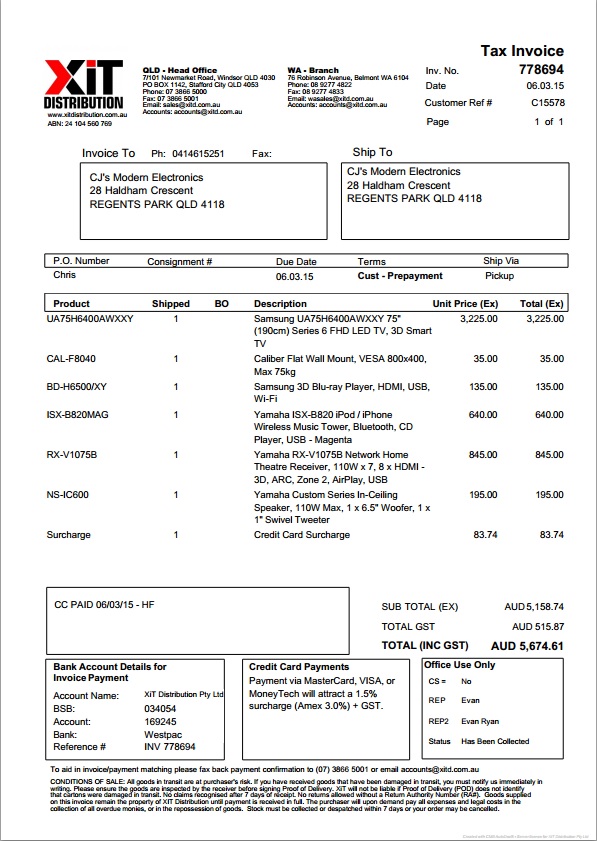 XiT
DISTRIBUTION
www.xitdistribution.com.au
ABN: 24 104 560 769
QLD - Head Office
7/101 Newmarket Road, Windsor QLD 4030
PO BOX 1142, Stafford City QLD 4053
Phone: 07 3866 5000
Fax: 07 3866 5001
Email: sales@xitd.com.au
Accounts: accounts@xitd.com.au
WA - Branch
76 Robinson Avenue, Belmont WA 6104
Phone: 08 9277 4822
Fax: 08 9277 4833
Email: wasales@xitd.com.au
Accounts: accounts@xitd.com.au
Tax Invoice
Inv. No. 778694
Date 06.03.15
Customer Ref # C15578
Page 1 of 1
Invoice To Ph: 0414615251 Fax:
CJ's Modern Electronics
28 Haldham Crescent
REGENTS PARK QLD 4118
Ship To
CJ's Modern Electronics
28 Haldham Crescent
REGENTS PARK QLD 4118
P.O. Number Consignment # Due Date Terms Ship Via
Chris 06.03.15 Cust - Prepayment Pickup
Product Shipped BO Description Unit Price (Ex) Total (Ex)
UA75H6400AWXXY 1 Samsung UA75H6400AWXXY 75" 3,225.00 3,225.00
(190cm) Series 6 FHD LED TV, 3D Smart
TV
CAL-F8040 1 Caliber Flat Wall Mount, VESA 800x400, 35.00 35.00
Max 75kg
BD-H6500/XY 1 Samsung 3D Blu-ray Player, HDMI, USB, 135.00 135.00
Wi-Fi
ISX-B820MAG 1 Yamaha ISX-B820 iPod / iPhone 640.00 640.00
Wireless Music Tower, Bluetooth, CD
Player, USB - Magenta
RX-V1075B 1 Yamaha RX-V1075B Network Home 845.00 845.00
Theatre Receiver, 110W x 7, 8 x HDMI -
3D, ARC, Zone 2, AirPlay, USB
NS-IC600 1 Yamaha Custom Series In-Ceiling 195.00 195.00
Speaker, 110W Max, 1 x 6.5" Woofer, 1 x
1" Swivel Tweeter
Surcharge 1 Credit Card Surcharge 83.74 83.74
CC PAID 06/03/15 - HF
SUB TOTAL (EX) AUD 5,158.74
TOTAL GST AUD 515.87
TOTAL (INC GST) AUD 5,674.61
Bank Account Details for
Invoice Payment
Account Name: XiT Distribution Pty Ltd
BSB: 034054
Account: 169245
Bank: Westpac
Reference # INV 778694
Credit Card Payments
Payment via MasterCard, VISA, or
MoneyTech will attract a 1.5%
surcharge (Amex 3.0%) + GST.
Office Use Only
CS = No
REP Evan
REP2 Evan Ryan
Status Has Been Collected
To aid in invoice/payment matching please fax back payment confirmation to (07) 3866 5001 or email accounts@xitd.com.au
CONDITIONS OF SALE: All goods in transit are at purchaser's risk. If you have received goods that have been damaged in transit, you must notify us immediately in
writing. Please ensure the goods are inspected by the receiver before signing Proof of Delivery. XiT will not be liable if Proof of Delivery (POD) does not identify
that cartons were damaged in transit. No claims recognised after 7 days of receipt. No returns allowed without a Return Authority Number (RA#). Goods supplied
on this invoice remain the property of XIT Distribution until payment is received in full. The purchaser will upon demand pay all expenses and legal costs in the
collection of all overdue monies, or in the repossession of goods. Stock must be collected or despatched within 7 days or your order may be cancelled.